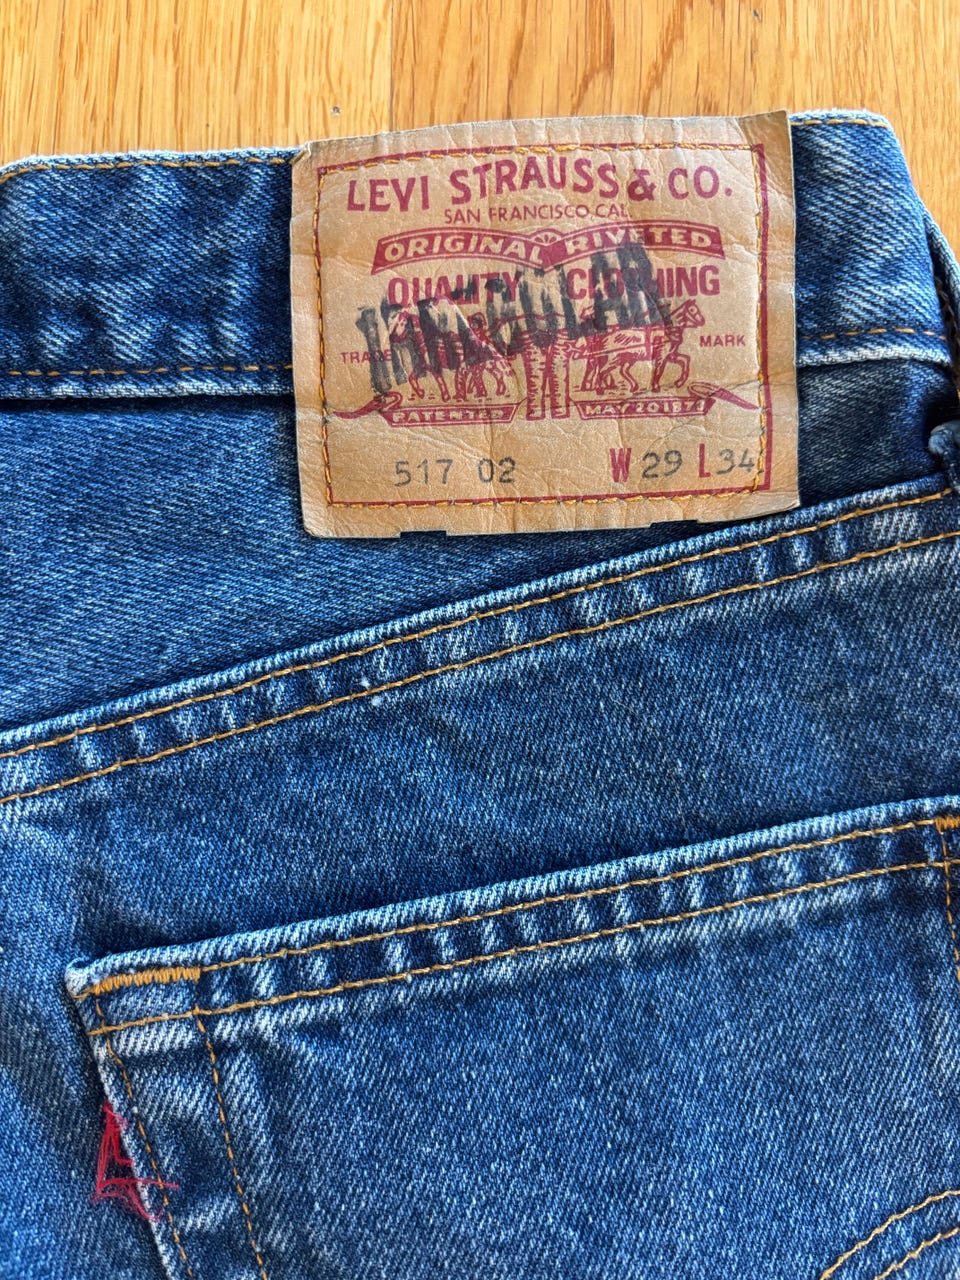 LEVI STRAUSS & CO.
SAN FRANCISCO, CAL
ORIGINAL RIVETED
QUALITY CLOTHING
IRREGULAR
TRADE MARK
PATENTED MAY 20 1873
517 02 W 29 L 34